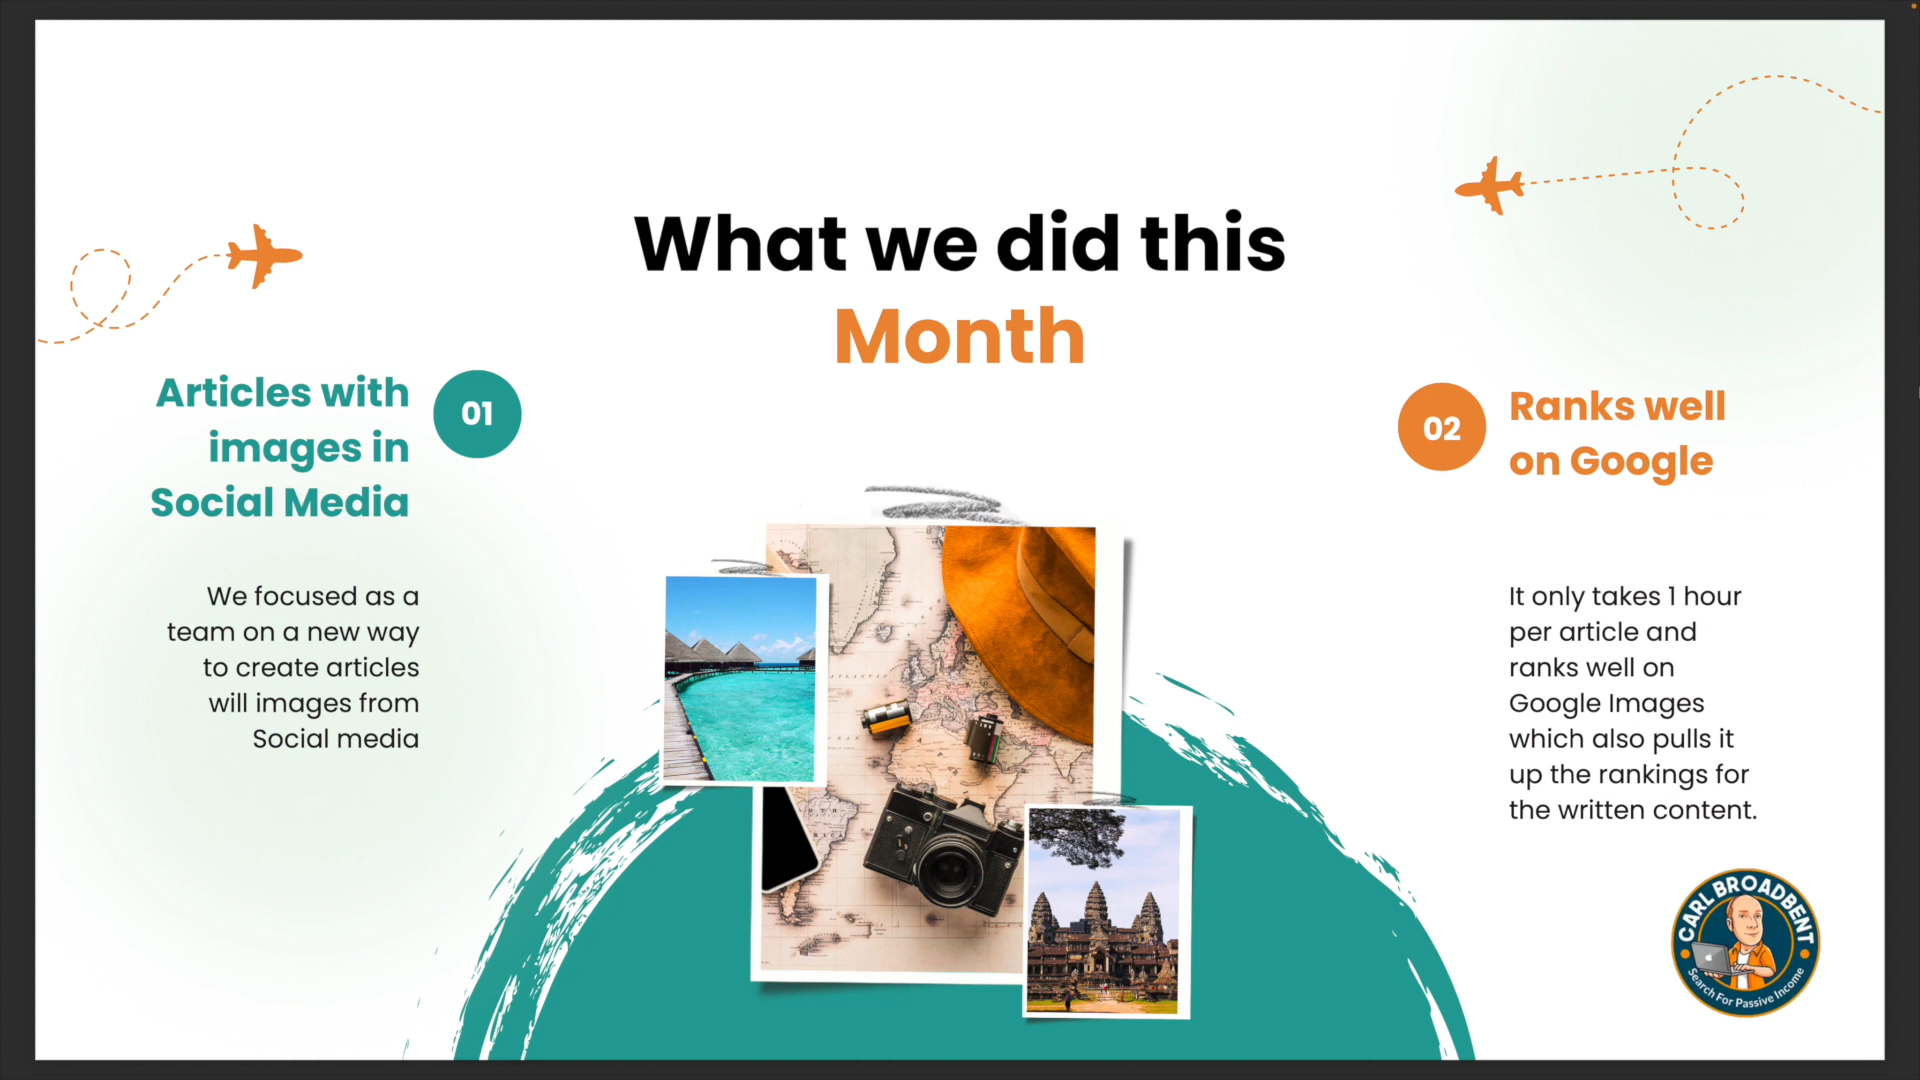 What we did this
Month
Articles with
images in
Social Media
01
We focused as a
team on a new way
to create articles
will images from
Social media
02
Ranks well
on Google
It only takes 1 hour
per article and
ranks well on
Google Images
which also pulls it
up the rankings for
the written content.
CARL BROADBENT
Search For Passive Income